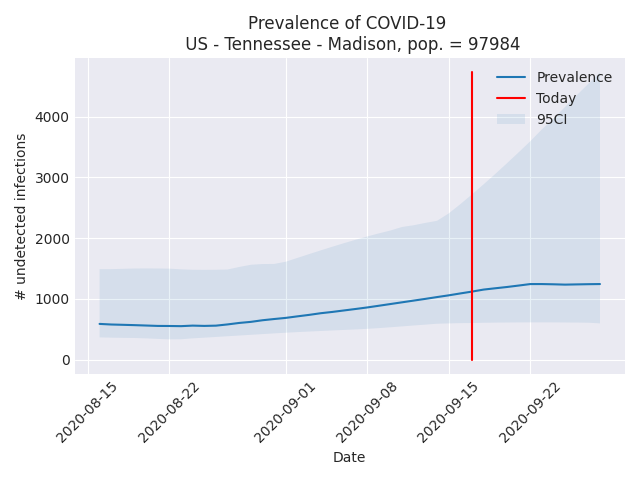 Prevalence of COVID-19
US - Tennessee - Madison, pop. = 97984
Prevalence
Today
95CI
# undetected infections
4000
3000
2000
1000
0
2020-08-15
2020-08-22
2020-09-01
2020-09-08
2020-09-15
2020-09-22
Date